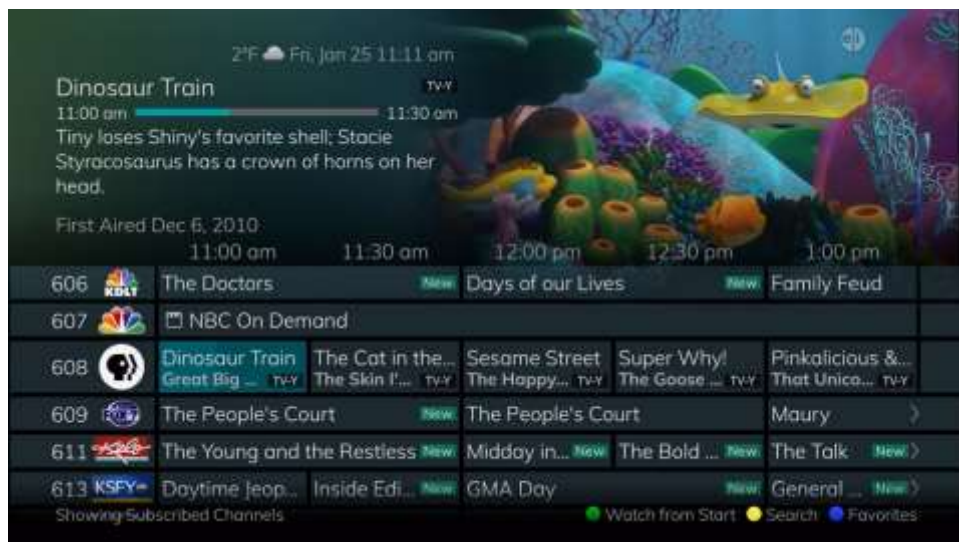 2°F Fri, Jan 25 11:11 am
Dinosaur Train TV-Y
11:00 am 11:30 am
Tiny loses Shiny's favorite shell; Stacie
Styracosaurus has a crown of horns on her
head.
First Aired Dec 6, 2010
11:00 am 11:30 am 12:00 pm 12:30 pm 1:00 pm
606 KDLT The Doctors New Days of our Lives New Family Feud
607 NBC On Demand
608 Dinosaur Train The Cat in the... Sesame Street Super Why! Pinkalicious &...
Great Big ... TV-Y The Skin I'... TV-Y The Happy... TV-Y The Goose ... TV-Y That Unico... TV-Y
609 The People's Court New The People's Court Maury
611 The Young and the Restless New Midday in... New The Bold ... New The Talk New
613 KSFY Daytime Jeop... Inside Edi... New GMA Day New General ... New
Showing Subscribed Channels Watch from Start Search Favorites